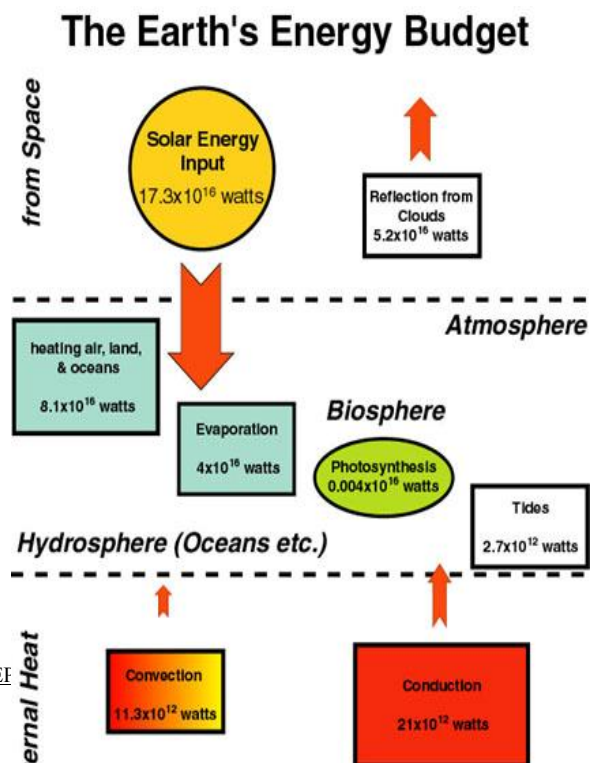 The Earth's Energy Budget
from Space
Solar Energy
Input
17.3x10¹⁶ watts
Reflection from
Clouds
5.2x10¹⁶ watts
Atmosphere
heating air, land,
& oceans
8.1x10¹⁶ watts
Evaporation
4x10¹⁶ watts
Biosphere
Photosynthesis
0.004x10¹⁶ watts
Tides
2.7x10¹² watts
Hydrosphere (Oceans etc.)
ernal Heat
Convection
11.3x10¹² watts
Conduction
21x10¹² watts